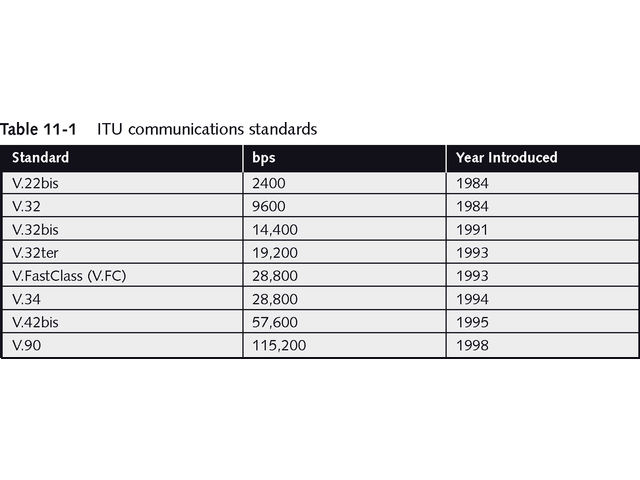 Table 11-1 ITU communications standards
Standard bps Year Introduced
V.22bis 2400 1984
V.32 9600 1984
V.32bis 14,400 1991
V.32ter 19,200 1993
V.FastClass (V.FC) 28,800 1993
V.34 28,800 1994
V.42bis 57,600 1995
V.90 115,200 1998